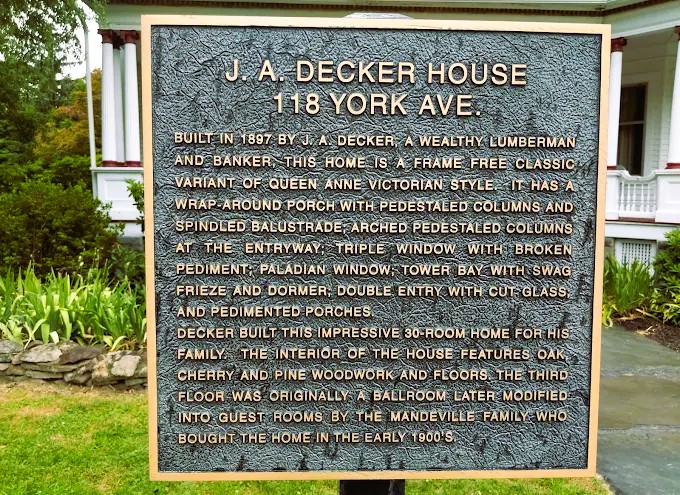 J. A. DECKER HOUSE
118 YORK AVE.
BUILT IN 1897 BY J. A. DECKER, A WEALTHY LUMBERMAN
AND BANKER, THIS HOME IS A FRAME FREE CLASSIC
VARIANT OF QUEEN ANNE VICTORIAN STYLE. IT HAS A
WRAP-AROUND PORCH WITH PEDESTALED COLUMNS AND
SPINDLED BALUSTRADE; ARCHED PEDESTALED COLUMNS
AT THE ENTRYWAY; TRIPLE WINDOW WITH BROKEN
PEDIMENT; PALADIAN WINDOW; TOWER BAY WITH SWAG
FRIEZE AND DORMER; DOUBLE ENTRY WITH CUT GLASS;
AND PEDIMENTED PORCHES.
DECKER BUILT THIS IMPRESSIVE 30-ROOM HOME FOR HIS
FAMILY. THE INTERIOR OF THE HOUSE FEATURES OAK,
CHERRY AND PINE WOODWORK AND FLOORS. THE THIRD
FLOOR WAS ORIGINALLY A BALLROOM LATER MODIFIED
INTO GUEST ROOMS BY THE MANDEVILLE FAMILY WHO
BOUGHT THE HOME IN THE EARLY 1900'S.